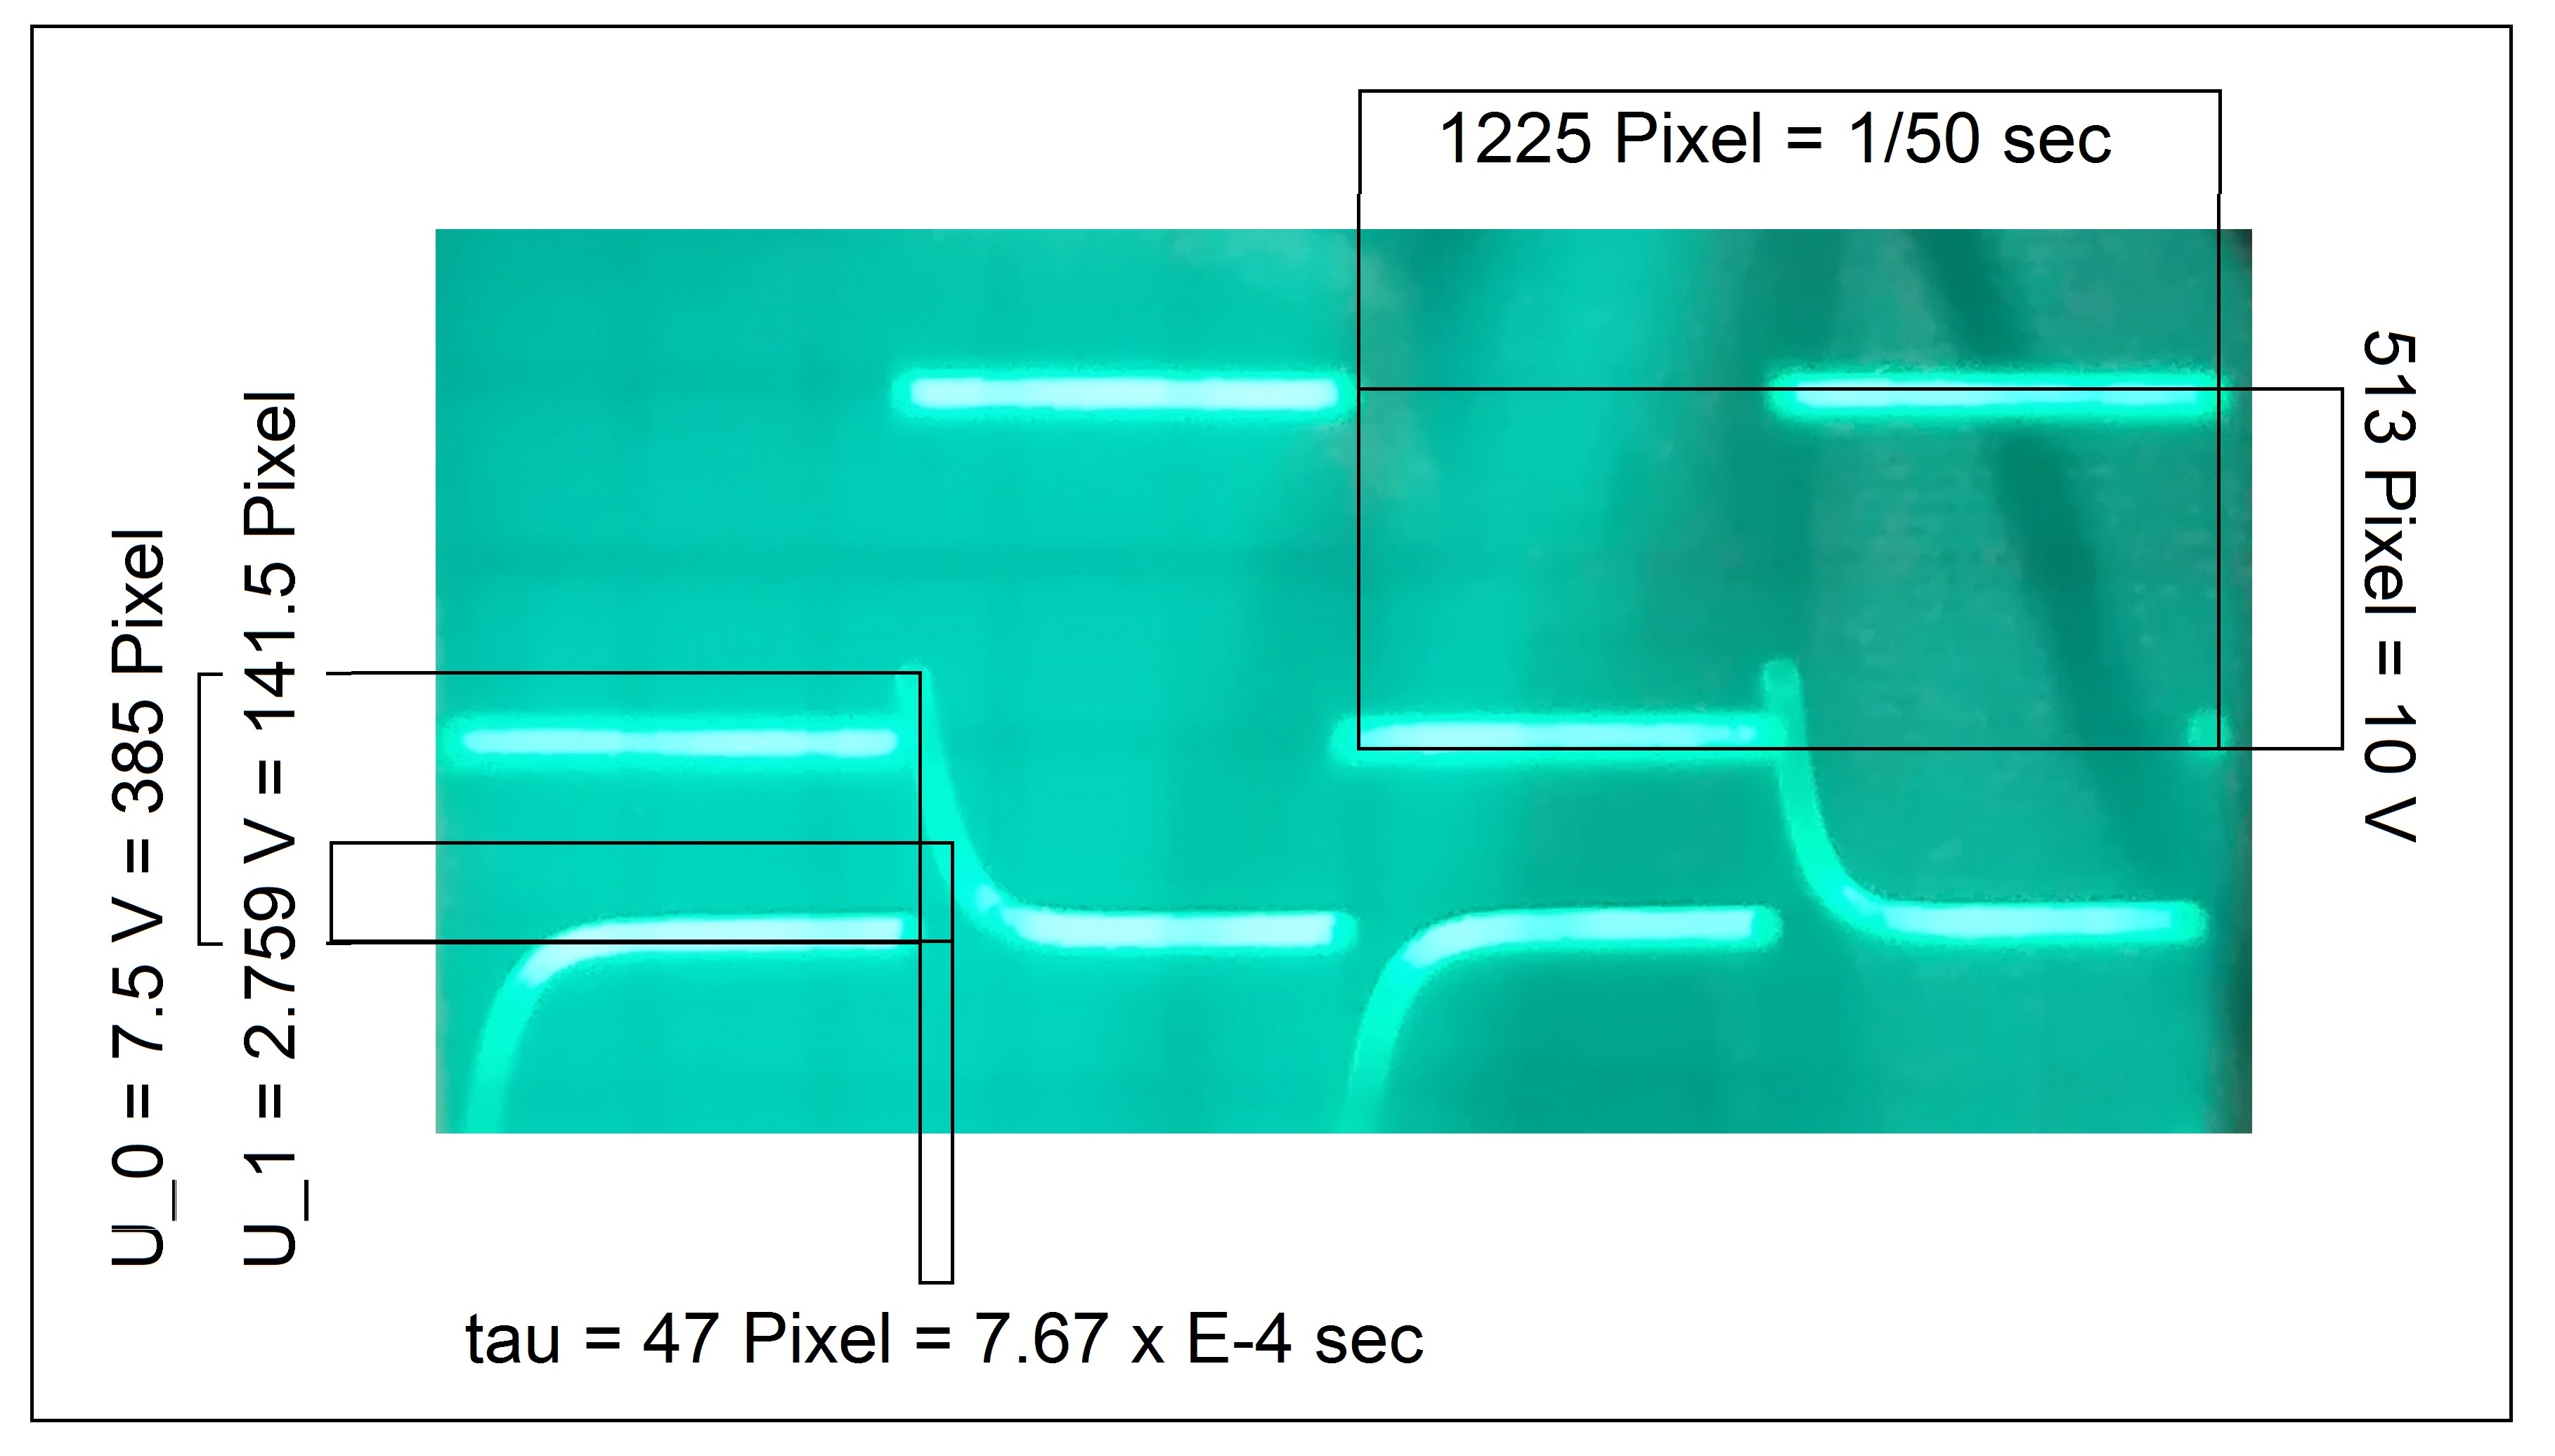 1225 Pixel = 1/50 sec
513 Pixel = 10 V
U_0 = 7.5 V = 385 Pixel
U_1 = 2.759 V = 141.5 Pixel
tau = 47 Pixel = 7.67 x E-4 sec